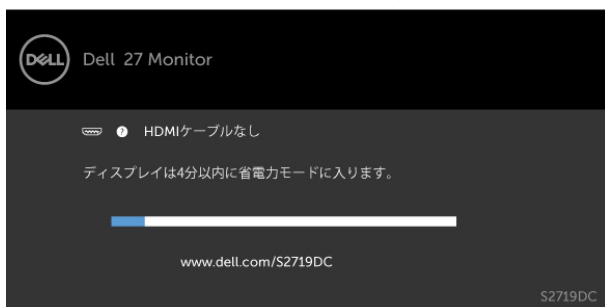 DELL
Dell 27 Monitor
HDMIケーブルなし
ディスプレイは4分以内に省電力モードに入ります。
www.dell.com/S2719DC
S2719DC